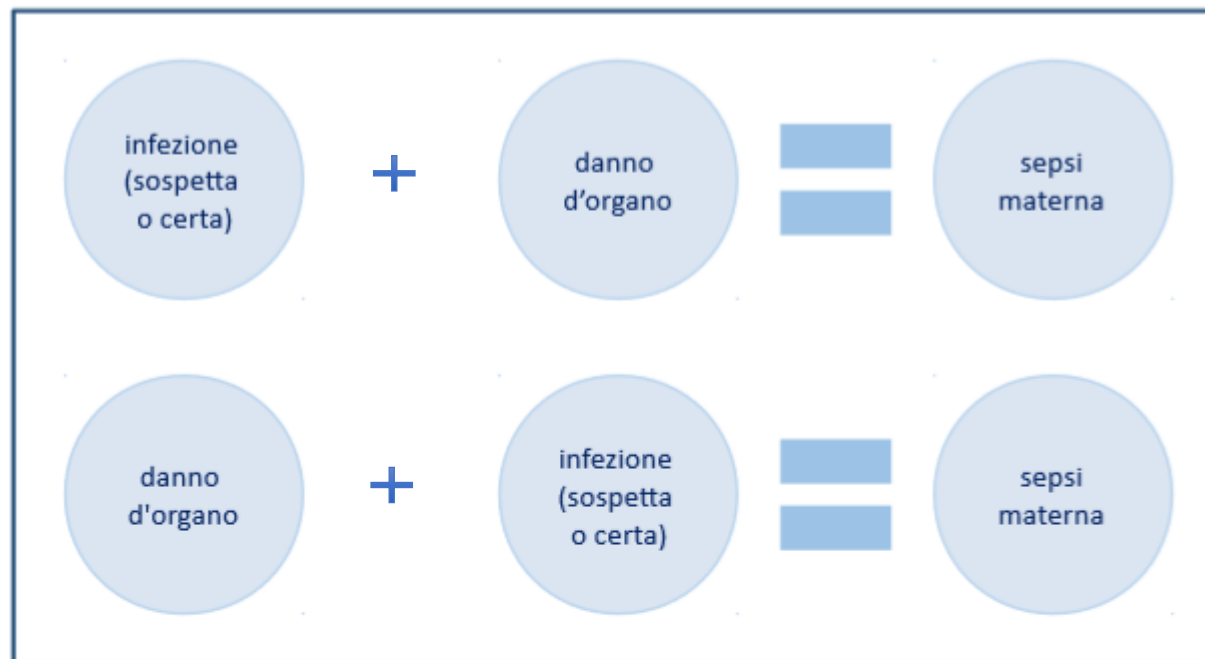 infezione
(sospetta
o certa)
+
danno
d’organo
sepsi
materna
danno
d'organo
+
infezione
(sospetta
o certa)
sepsi
materna